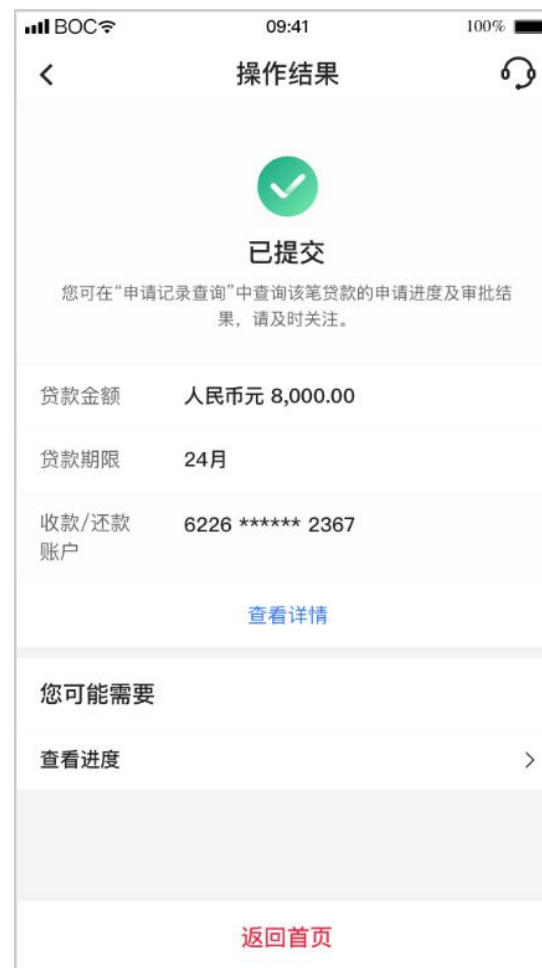 BOC 09:41 100%
操作结果
已提交
您可在“申请记录查询”中查询该笔贷款的申请进度及审批结
果，请及时关注。
贷款金额 人民币元 8,000.00
贷款期限 24月
收款/还款 6226 ****** 2367
账户
查看详情
您可能需要
查看进度
返回首页